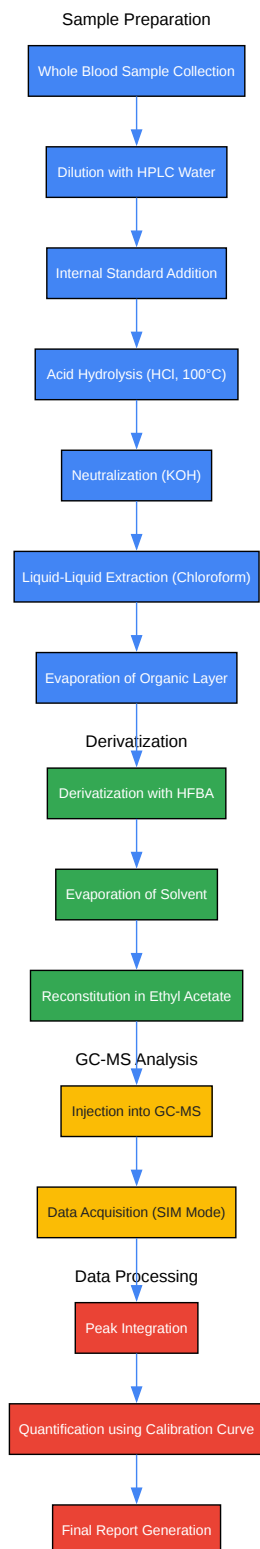 Sample Preparation
Whole Blood Sample Collection
Dilution with HPLC Water
Internal Standard Addition
Acid Hydrolysis (HCl, 100°C)
Neutralization (KOH)
Liquid-Liquid Extraction (Chloroform)
Evaporation of Organic Layer
Derivatization
Derivatization with HFBA
Evaporation of Solvent
Reconstitution in Ethyl Acetate
GC-MS Analysis
Injection into GC-MS
Data Acquisition (SIM Mode)
Data Processing
Peak Integration
Quantification using Calibration Curve
Final Report Generation